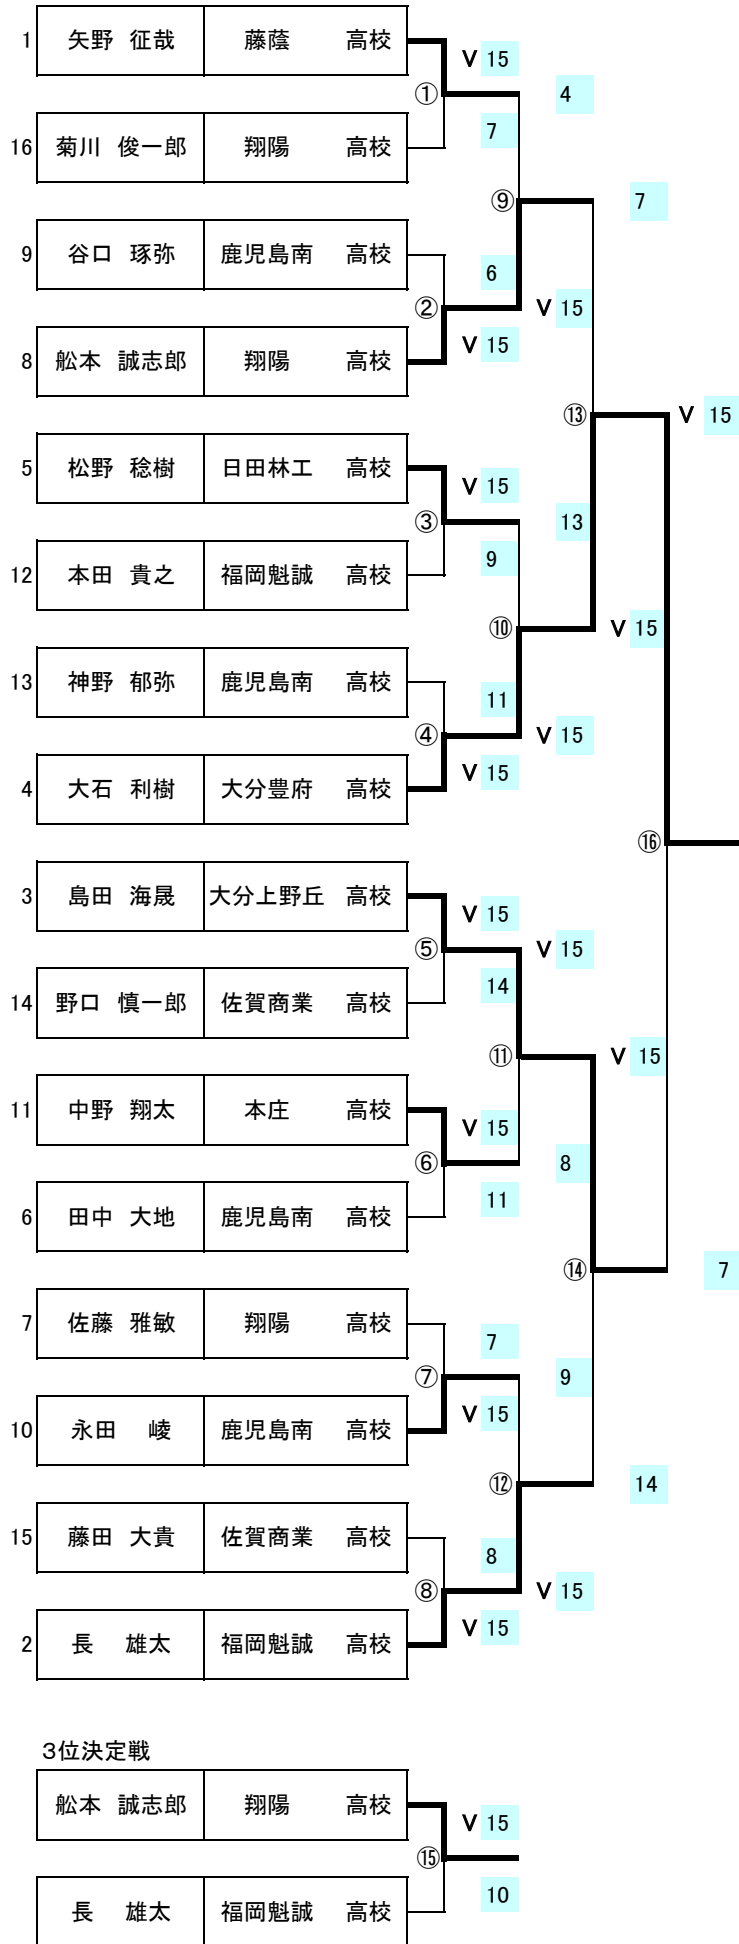 1 矢野 征哉 藤蔭 高校
V 15
① 4
7
16 菊川 俊一郎 翔陽 高校
⑨ 7
9 谷口 琢弥 鹿児島南 高校
6
② V 15
8 舩本 誠志郎 翔陽 高校 V 15
⑬ V 15
5 松野 稔樹 日田林工 高校
V 15
③ 13
9
12 本田 貴之 福岡魁誠 高校
⑩ V 15
13 神野 郁弥 鹿児島南 高校
11
④ V 15
4 大石 利樹 大分豊府 高校 V 15
⑯
3 島田 海晟 大分上野丘 高校
V 15
⑤ V 15
14
14 野口 慎一郎 佐賀商業 高校
⑪ V 15
11 中野 翔太 本庄 高校
V 15
⑥ 8
11
6 田中 大地 鹿児島南 高校
⑭ 7
7 佐藤 雅敏 翔陽 高校
7
⑦ 9
V 15
10 永田 崚 鹿児島南 高校
⑫ 14
15 藤田 大貴 佐賀商業 高校
8
⑧ V 15
V 15
2 長 雄太 福岡魁誠 高校
3位決定戦
舩本 誠志郎 翔陽 高校
V 15
⑮
10
長 雄太 福岡魁誠 高校